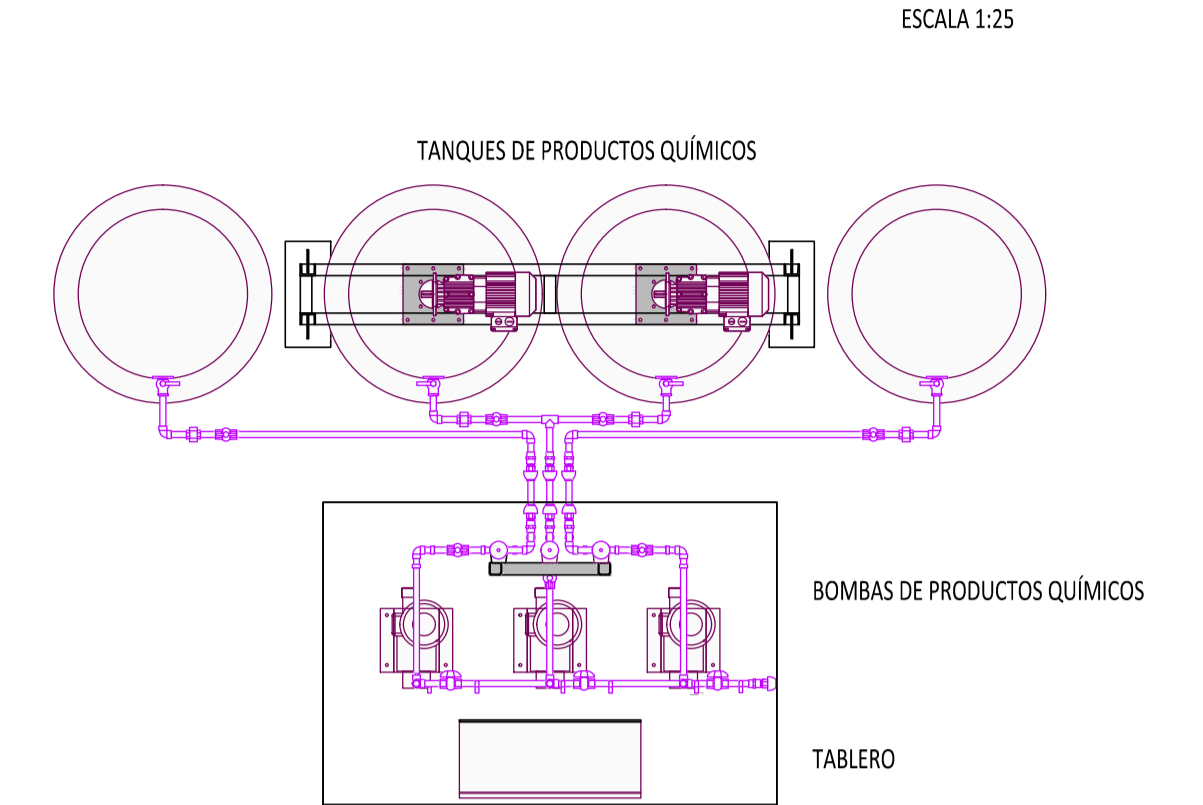 ESCALA 1:25
TANQUES DE PRODUCTOS QUÍMICOS
BOMBAS DE PRODUCTOS QUÍMICOS
TABLERO